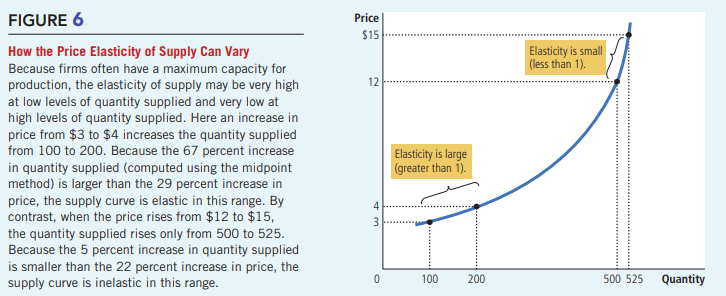 FIGURE 6
How the Price Elasticity of Supply Can Vary
Because firms often have a maximum capacity for
production, the elasticity of supply may be very high
at low levels of quantity supplied and very low at
high levels of quantity supplied. Here an increase in
price from $3 to $4 increases the quantity supplied
from 100 to 200. Because the 67 percent increase
in quantity supplied (computed using the midpoint
method) is larger than the 29 percent increase in
price, the supply curve is elastic in this range. By
contrast, when the price rises from $12 to $15,
the quantity supplied rises only from 500 to 525.
Because the 5 percent increase in quantity supplied
is smaller than the 22 percent increase in price, the
supply curve is inelastic in this range.
Price
$15
Elasticity is small
(less than 1).
12
Elasticity is large
(greater than 1).
4
3
0 100 200 500 525 Quantity